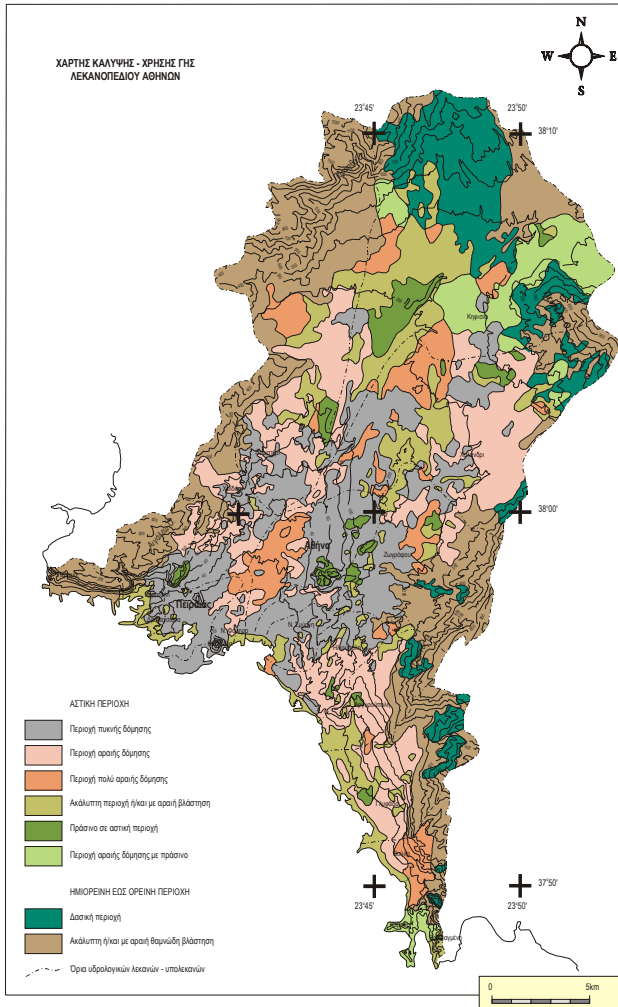 N
W E
S
ΧΑΡΤΗΣ ΚΑΛΥΨΗΣ - ΧΡΗΣΗΣ ΓΗΣ
ΛΕΚΑΝΟΠΕΔΙΟΥ ΑΘΗΝΩΝ
23°45' 23°50'
38°10'
Κηφισιά
38°00'
Αθήνα
Ζωγράφου
Πειραιάς
Ν. Σμύρνη
ΑΣΤΙΚΗ ΠΕΡΙΟΧΗ
Περιοχή πυκνής δόμησης
Περιοχή αραιής δόμησης
Περιοχή πολύ αραιής δόμησης
Ακάλυπτη περιοχή ή/και με αραιή βλάστηση
Πράσινο σε αστική περιοχή
Περιοχή αραιής δόμησης με πράσινο
ΗΜΙΟΡΕΙΝΗ ΕΩΣ ΟΡΕΙΝΗ ΠΕΡΙΟΧΗ
Δασική περιοχή
Ακάλυπτη ή/και με αραιή θαμνώδη βλάστηση
Όρια υδρολογικών λεκανών - υπολεκανών
37°50'
23°45' 23°50'
0 5km